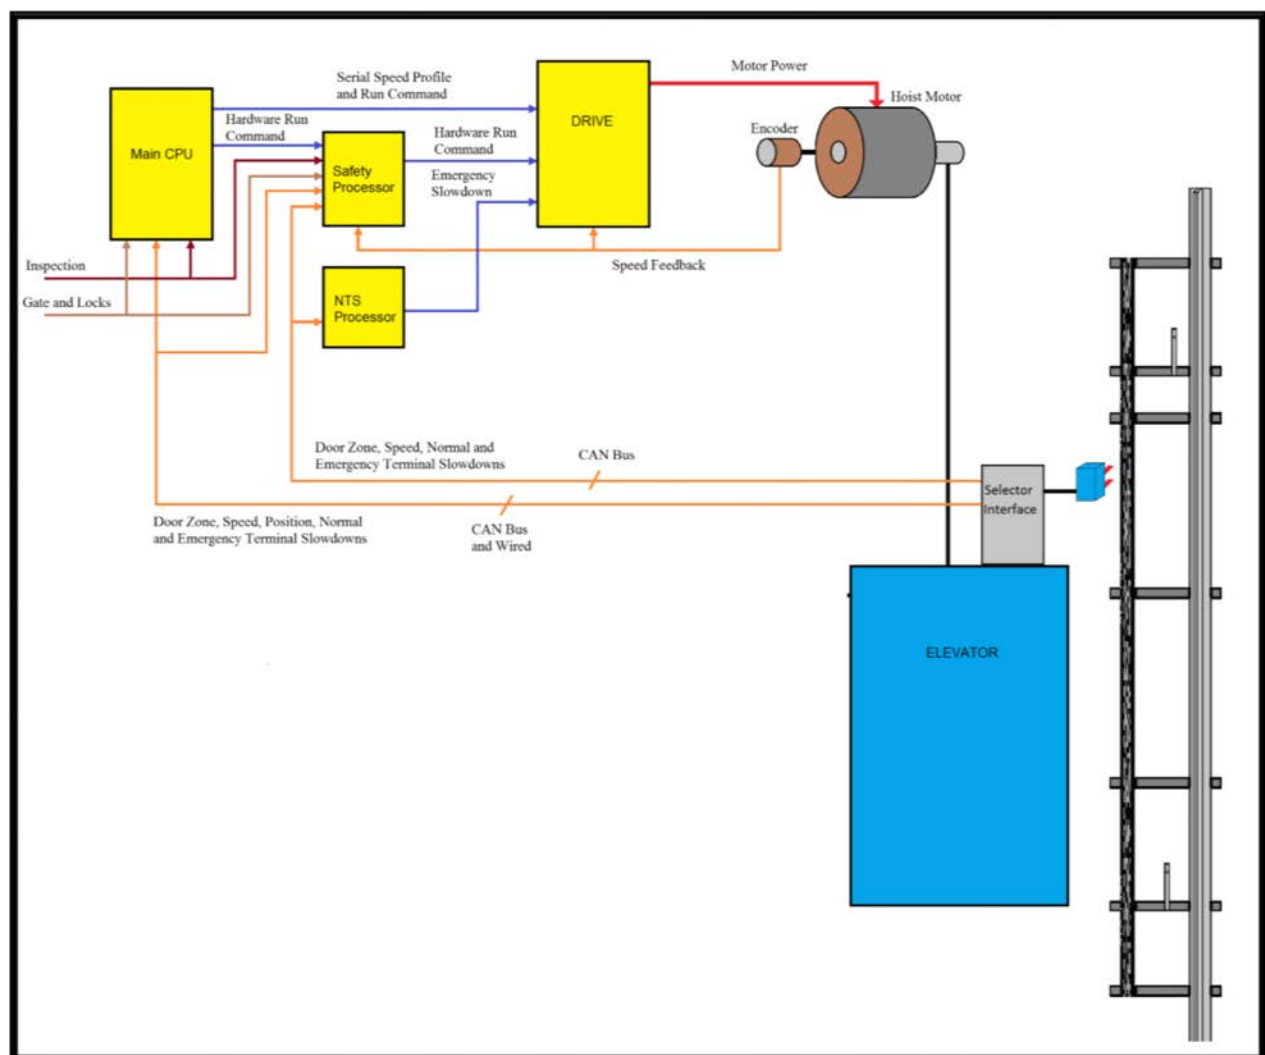 Serial Speed Profile
and Run Command
Motor Power
Hoist Motor
Hardware Run
Command
Main CPU
Safety
Processor
Hardware Run
Command
Emergency
Slowdown
DRIVE
Encoder
Inspection
Gate and Locks
Speed Feedback
NTS
Processor
Door Zone, Speed, Normal and
Emergency Terminal Slowdowns
CAN Bus
Selector
Interface
Door Zone, Speed, Position, Normal
and Emergency Terminal Slowdowns
CAN Bus
and Wired
ELEVATOR